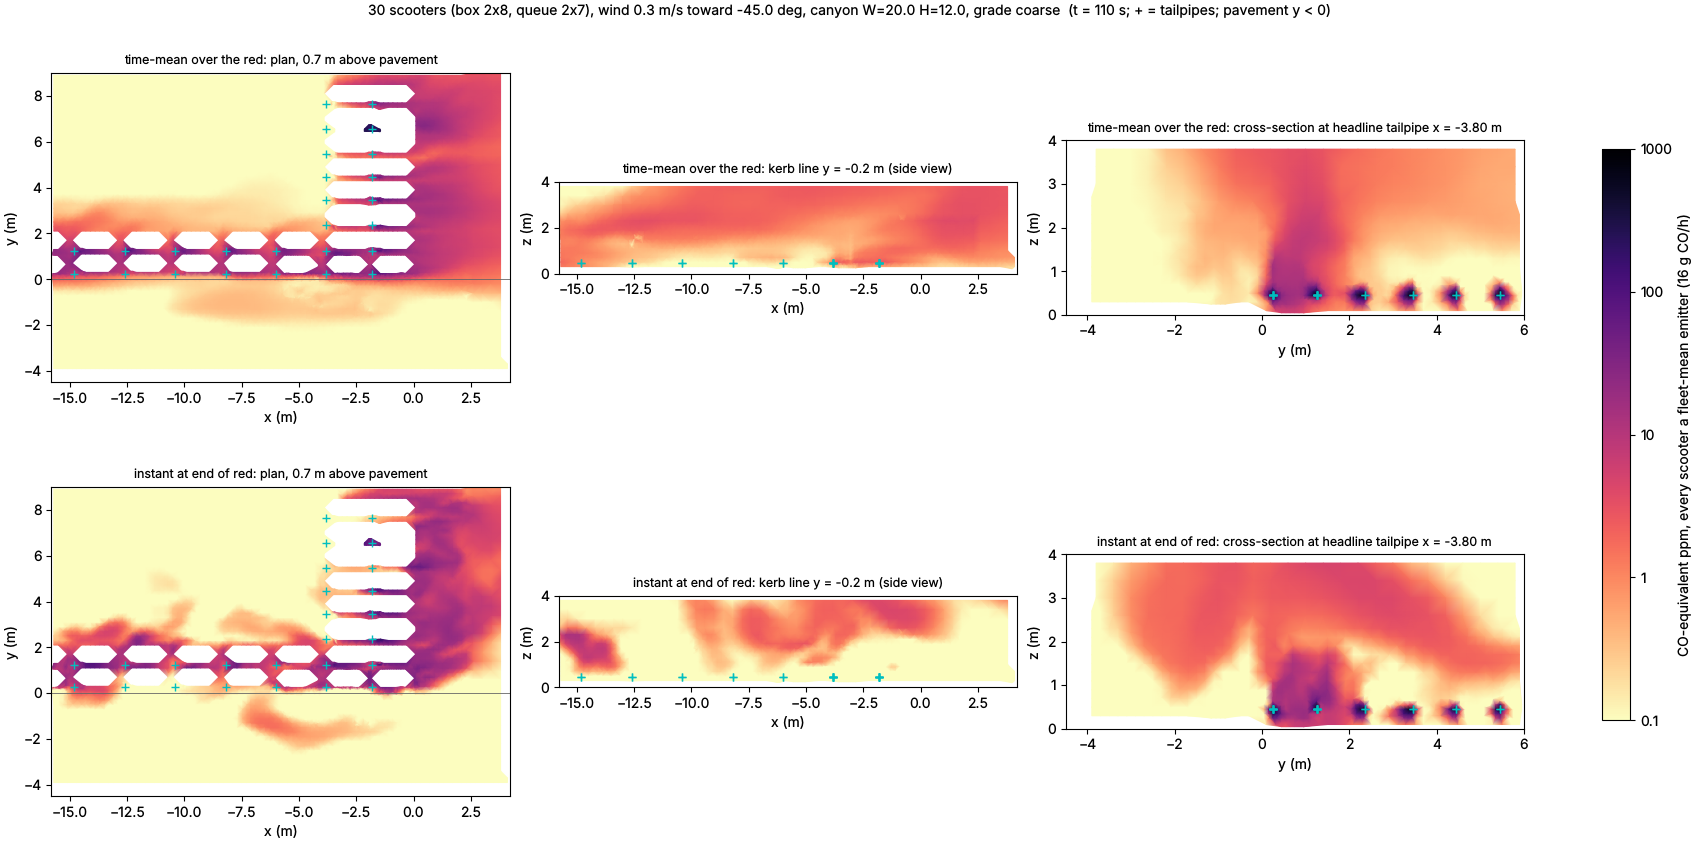 30 scooters (box 2x8, queue 2x7), wind 0.3 m/s toward -45.0 deg, canyon W=20.0 H=12.0, grade coarse  (t = 110 s; + = tailpipes; pavement y < 0)
time-mean over the red: plan, 0.7 m above pavement
8
6
4
2
0
−2
−4
y (m)
−15.0 −12.5 −10.0 −7.5 −5.0 −2.5 0.0 2.5
x (m)
time-mean over the red: kerb line y = -0.2 m (side view)
4
2
0
z (m)
−15.0 −12.5 −10.0 −7.5 −5.0 −2.5 0.0 2.5
x (m)
time-mean over the red: cross-section at headline tailpipe x = -3.80 m
4
3
2
1
0
z (m)
−4 −2 0 2 4 6
y (m)
instant at end of red: plan, 0.7 m above pavement
8
6
4
2
0
−2
−4
y (m)
−15.0 −12.5 −10.0 −7.5 −5.0 −2.5 0.0 2.5
x (m)
instant at end of red: kerb line y = -0.2 m (side view)
4
2
0
z (m)
−15.0 −12.5 −10.0 −7.5 −5.0 −2.5 0.0 2.5
x (m)
instant at end of red: cross-section at headline tailpipe x = -3.80 m
4
3
2
1
0
z (m)
−4 −2 0 2 4 6
y (m)
1000
100
10
1
0.1
CO-equivalent ppm, every scooter a fleet-mean emitter (16 g CO/h)